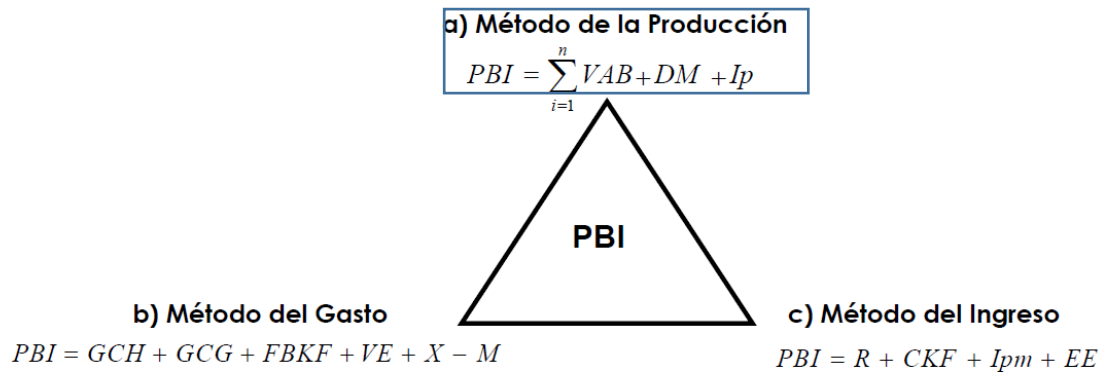 a) Método de la Producción
n
PBI = ∑ VAB + DM + Ip
i=1
PBI
b) Método del Gasto
PBI = GCH + GCG + FBKF + VE + X − M
c) Método del Ingreso
PBI = R + CKF + Ipm + EE